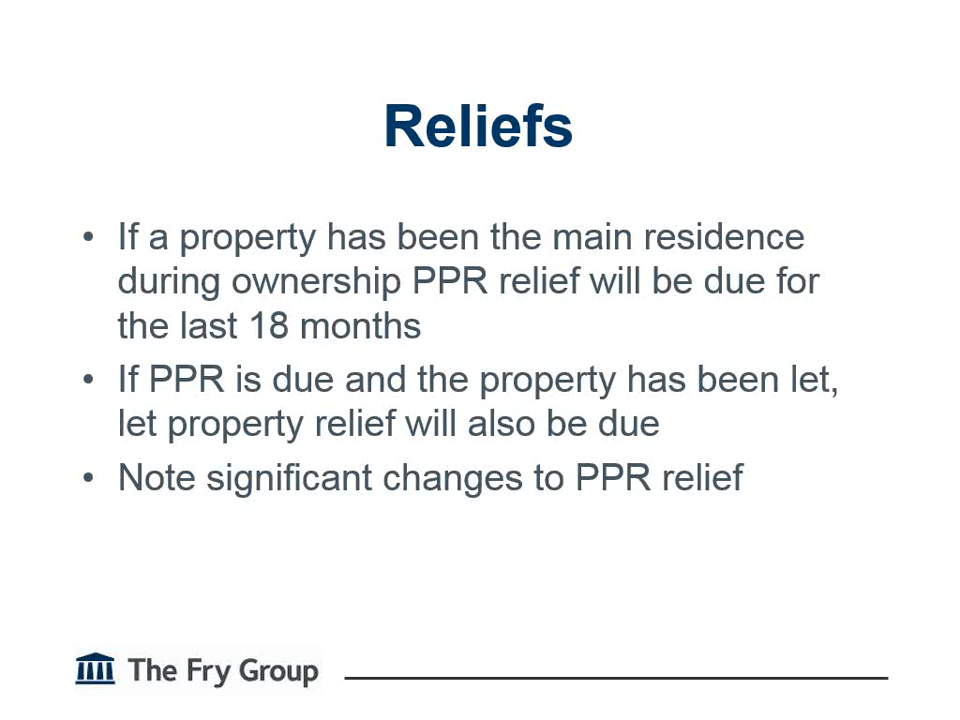 Reliefs
• If a property has been the main residence
during ownership PPR relief will be due for
the last 18 months
• If PPR is due and the property has been let,
let property relief will also be due
• Note significant changes to PPR relief
The Fry Group